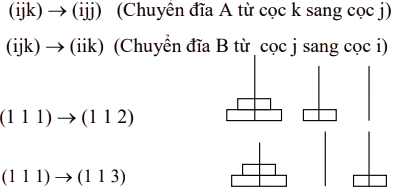 (ijk) → (ijj) (Chuyển đĩa A từ cọc k sang cọc j)
(ijk) → (iik) (Chuyển đĩa B từ cọc j sang cọc i)
(1 1 1) → (1 1 2)
(1 1 1) → (1 1 3)